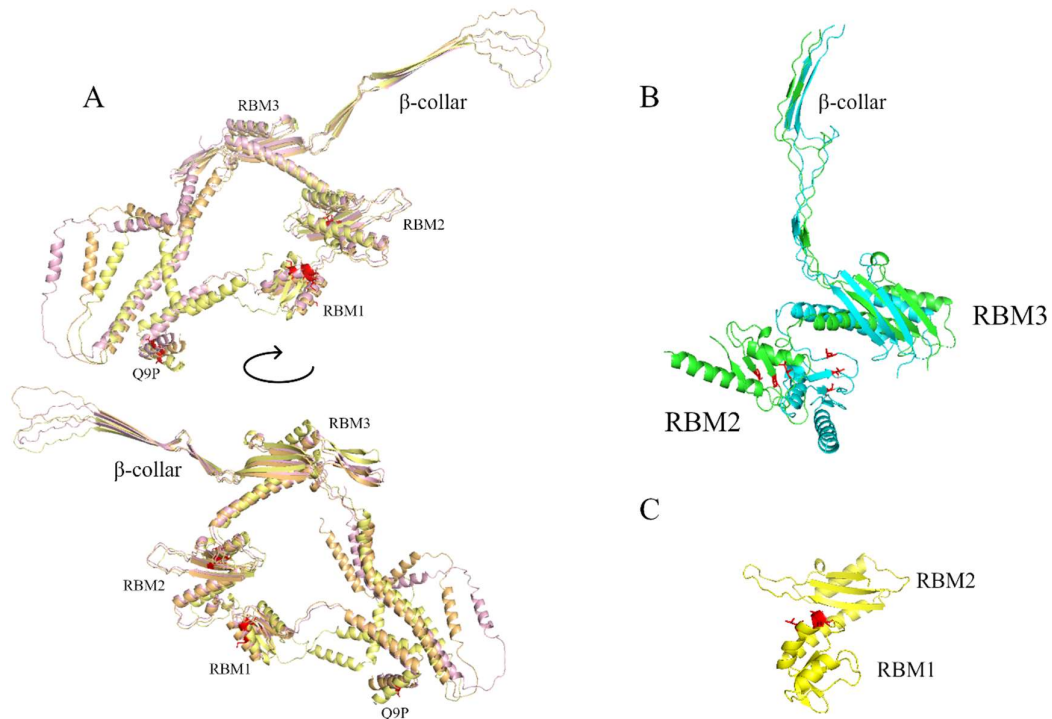 A
β-collar
RBM3
RBM2
RBM1
Q9P
RBM3
β-collar
RBM2
RBM1
Q9P
B
β-collar
RBM3
RBM2
C
RBM2
RBM1